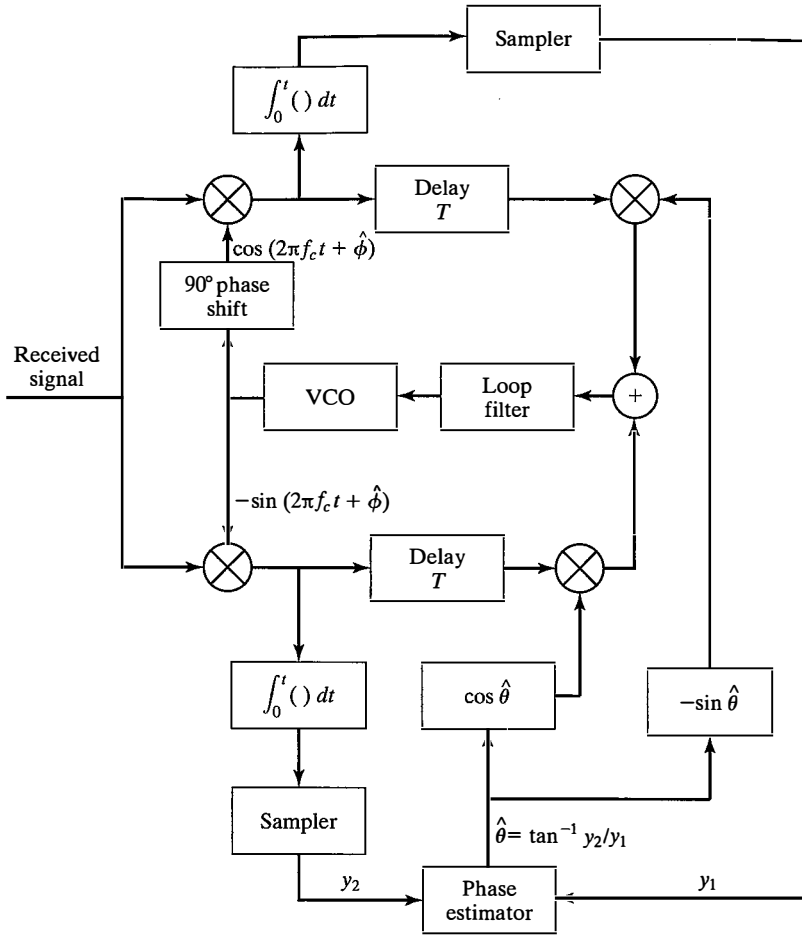 Sampler
∫₀ᵗ ( ) dt
Delay
T
cos (2πf_c t + φ̂)
90° phase
shift
Received
signal
VCO
Loop
filter
+
−sin (2πf_c t + φ̂)
Delay
T
∫₀ᵗ ( ) dt
cos θ̂
−sin θ̂
Sampler
θ̂ = tan⁻¹ y₂/y₁
y₂
Phase
estimator
y₁